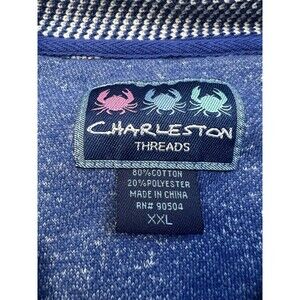 CHARLESTON
THREADS
80% COTTON
20% POLYESTER
MADE IN CHINA
RN# 90504
XXL